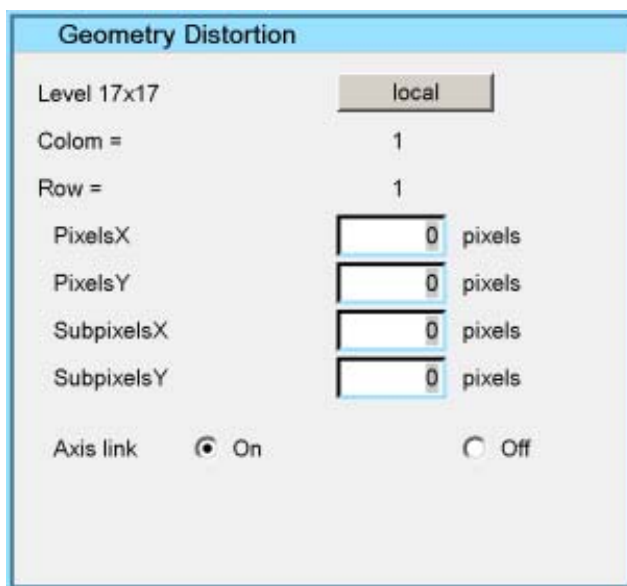 Geometry Distortion
Level 17x17 local
Colom = 1
Row = 1
PixelsX 0 pixels
PixelsY 0 pixels
SubpixelsX 0 pixels
SubpixelsY 0 pixels
Axis link On Off